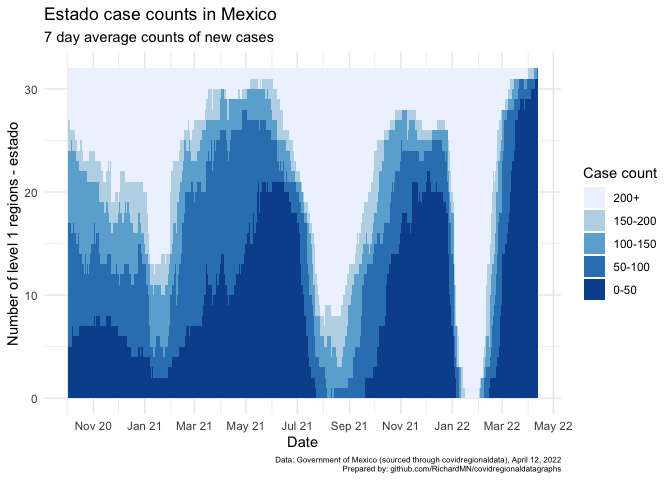 Estado case counts in Mexico
7 day average counts of new cases
Number of level 1 regions - estado
30
20
10
0
Nov 20 Jan 21 Mar 21 May 21 Jul 21 Sep 21 Nov 21 Jan 22 Mar 22 May 22
Date
Case count
200+
150-200
100-150
50-100
0-50
Data: Government of Mexico (sourced through covidregionaldata), April 12, 2022
Prepared by: github.com/RichardMN/covidregionaldatagraphs